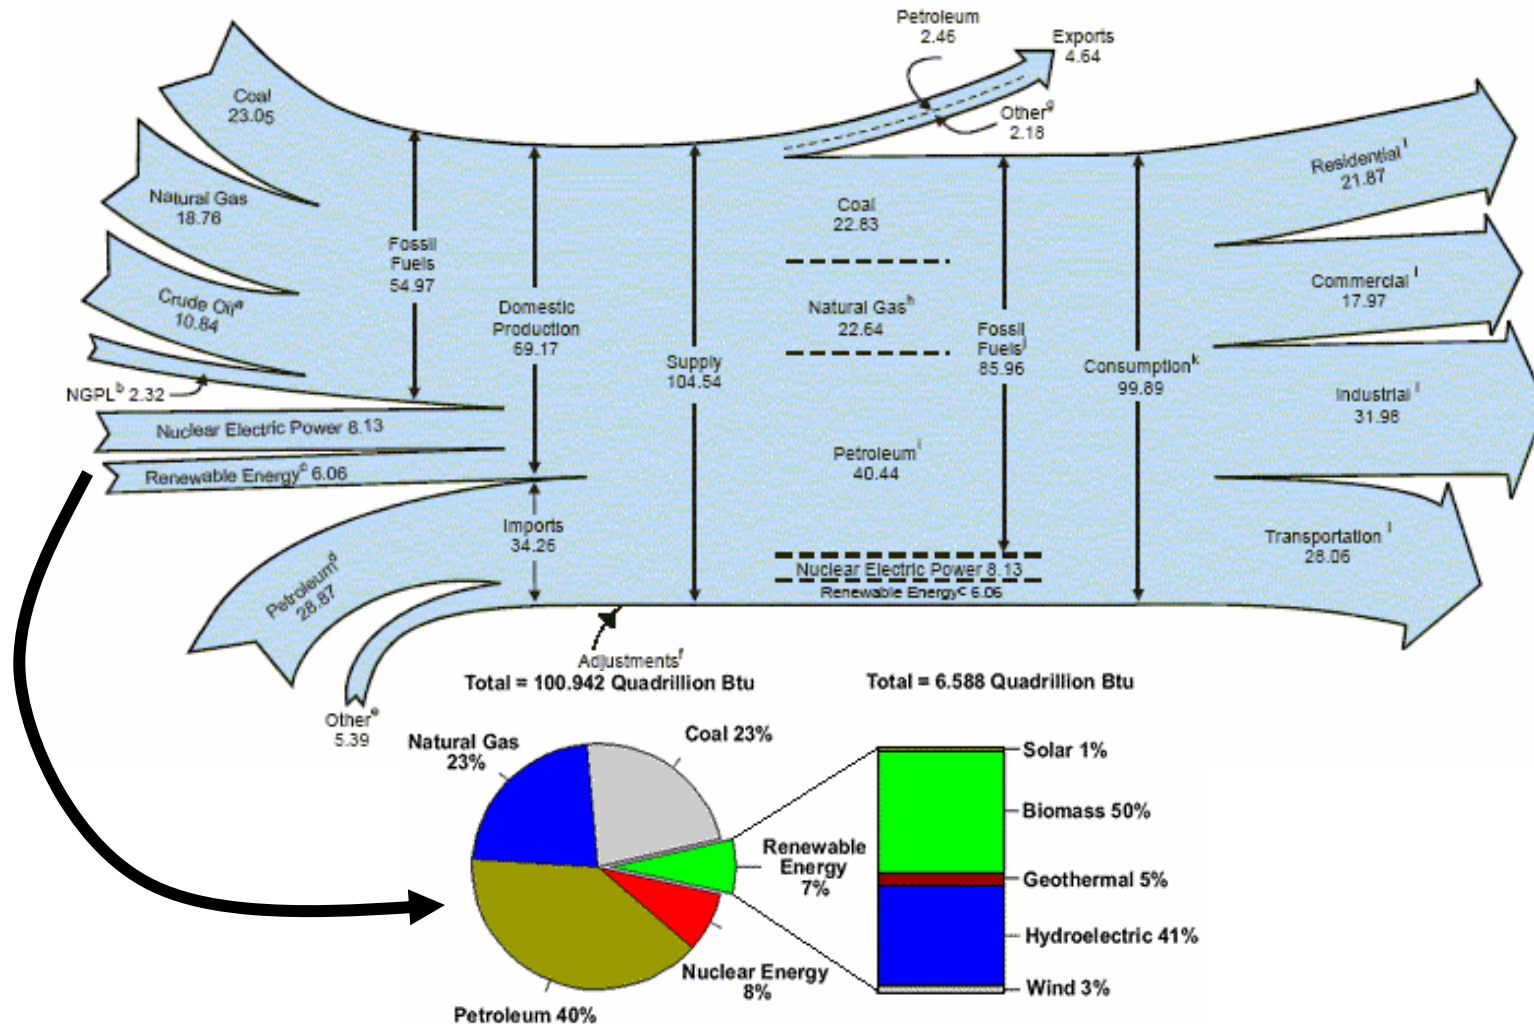 Petroleum
2.46
Exports
4.64
Other^g
2.18
Coal
23.05
Natural Gas
18.76
Crude Oil^a
10.84
NGPL^b 2.32
Nuclear Electric Power 8.13
Renewable Energy^c 6.06
Petroleum^d
28.87
Other^e
5.39
Fossil
Fuels
54.97
Domestic
Production
69.17
Imports
34.26
Supply
104.54
Adjustments^f
Coal
22.83
Natural Gas^h
22.64
Petroleum^i
40.44
Nuclear Electric Power 8.13
Renewable Energy^c 6.06
Fossil
Fuels^j
85.96
Consumption^k
99.89
Residential^l
21.87
Commercial^l
17.97
Industrial^l
31.98
Transportation^l
28.06
Total = 100.942 Quadrillion Btu
Total = 6.588 Quadrillion Btu
Natural Gas
23%
Coal 23%
Renewable
Energy
7%
Nuclear Energy
8%
Petroleum 40%
Solar 1%
Biomass 50%
Geothermal 5%
Hydroelectric 41%
Wind 3%